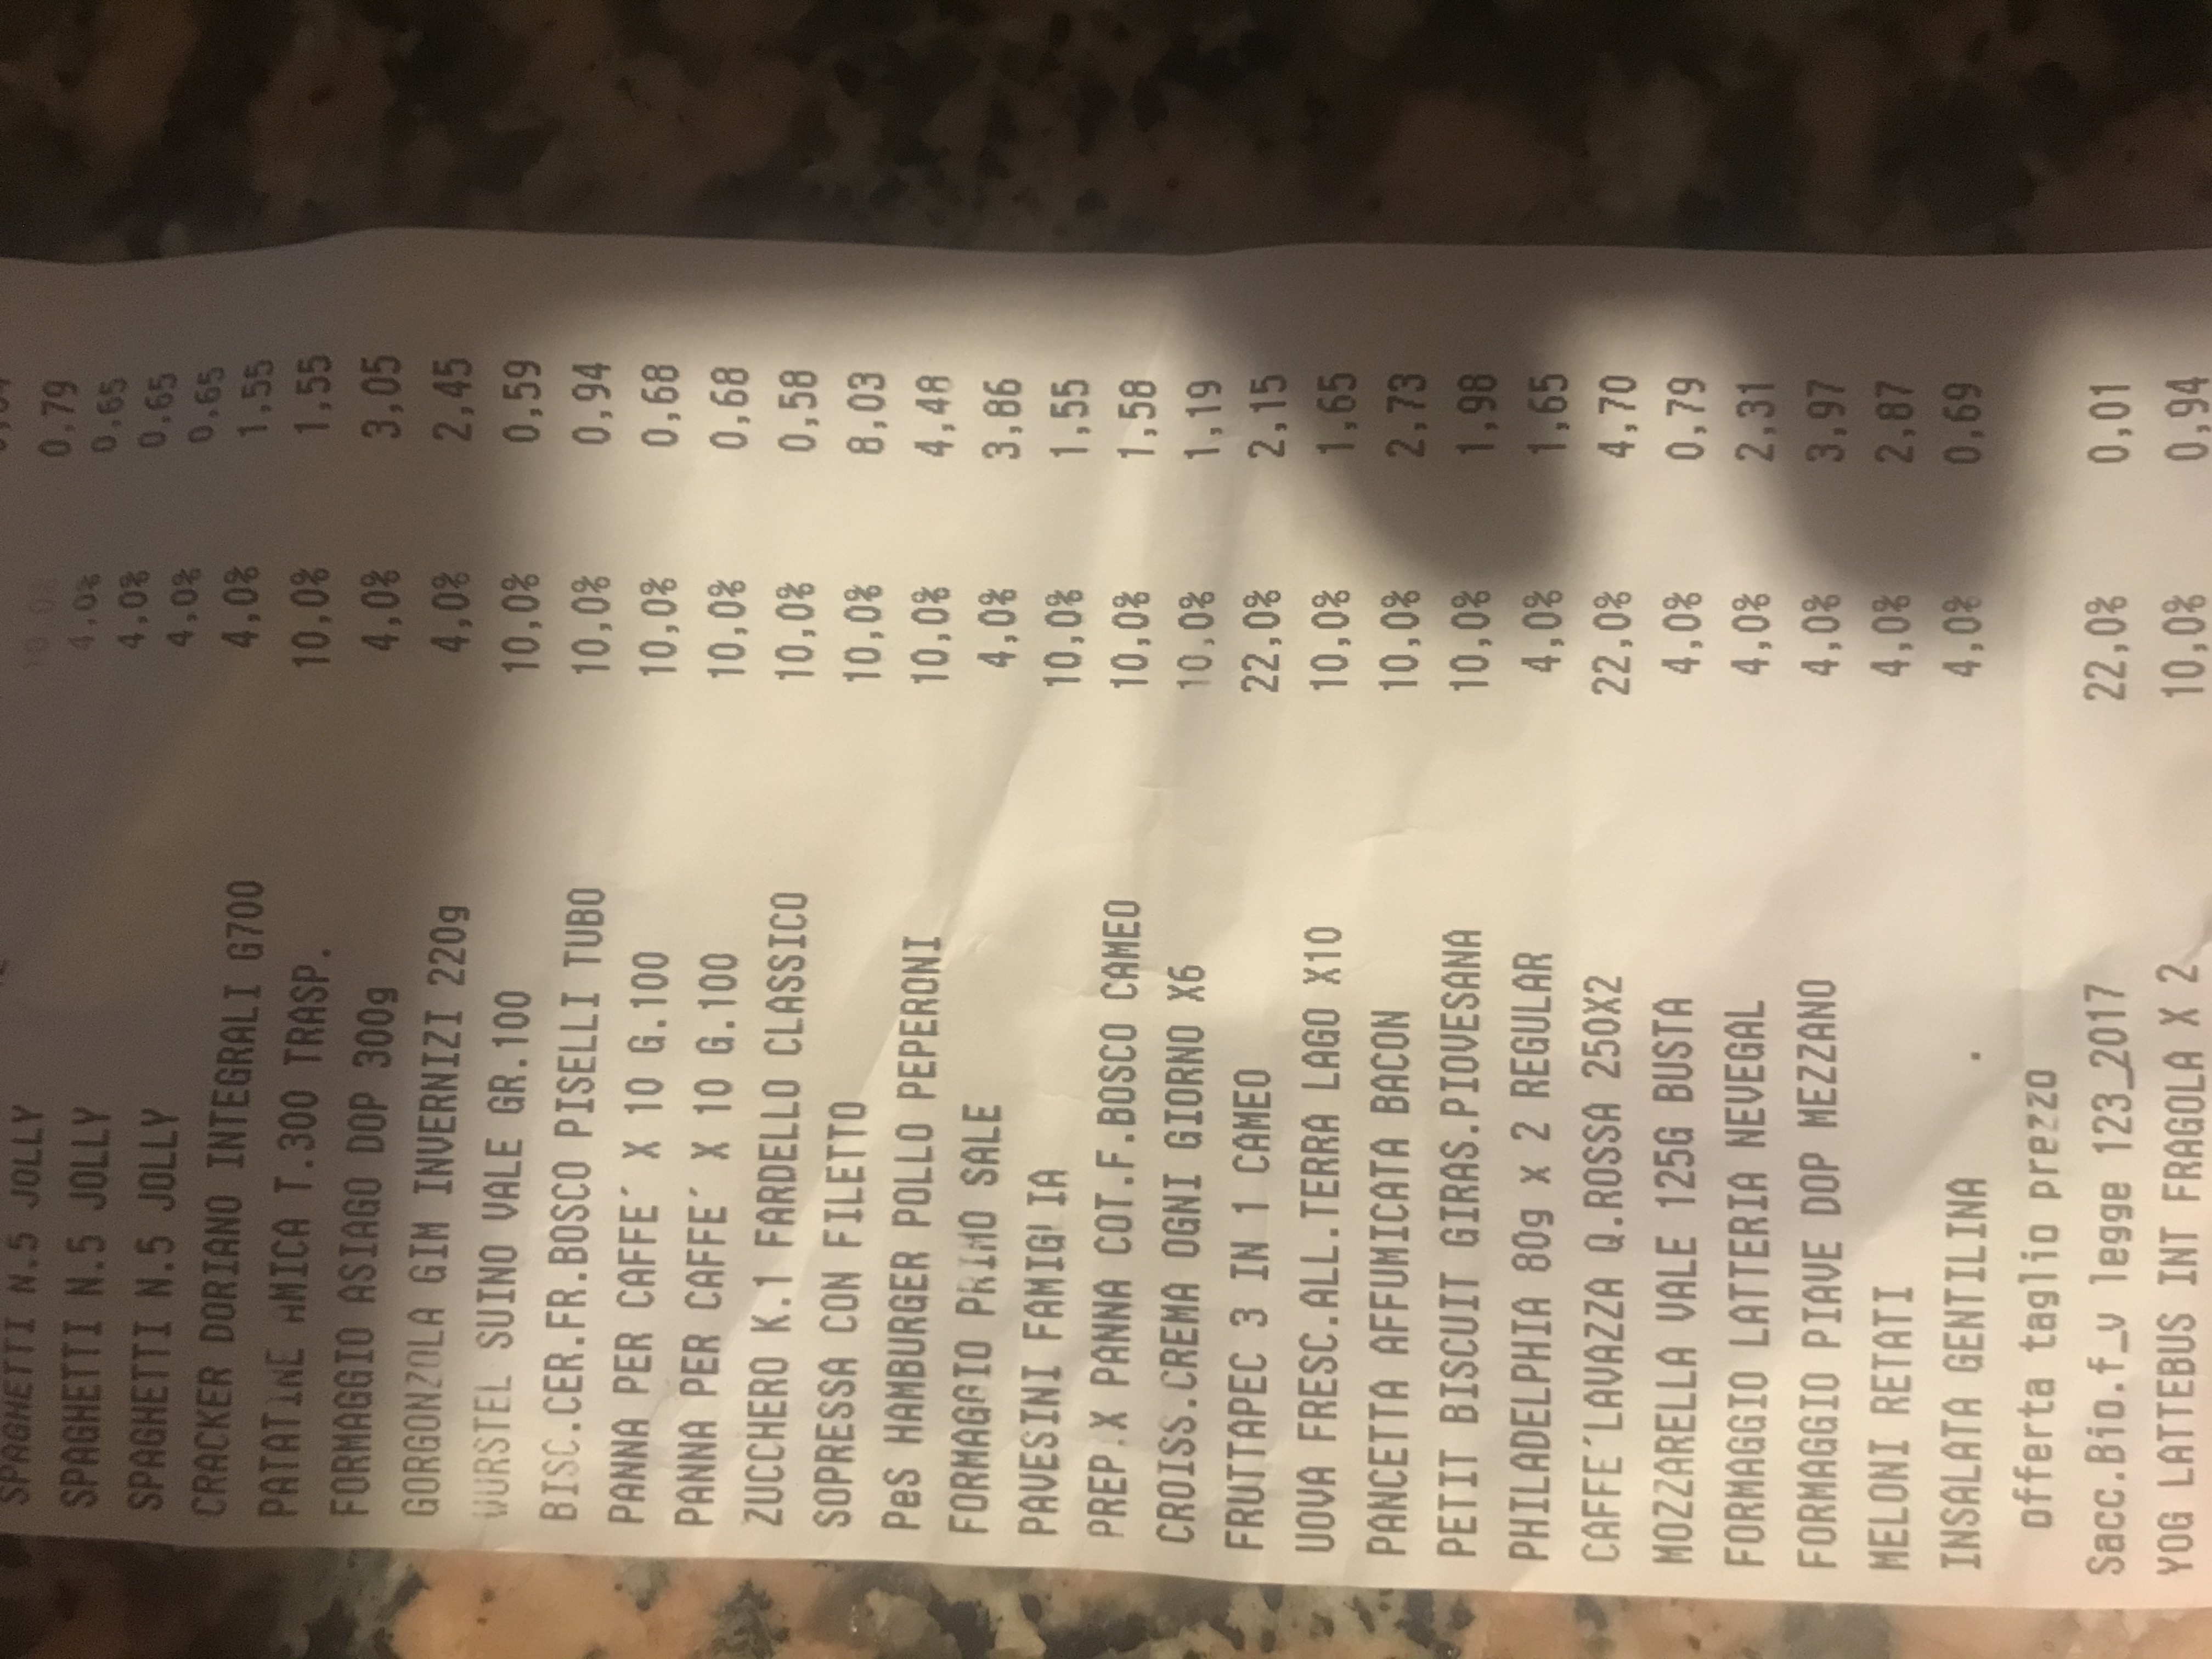 10,0% 0,79
SPAGHETTI N.5 JOLLY 4,0% 0,65
SPAGHETTI N.5 JOLLY 4,0% 0,65
SPAGHETTI N.5 JOLLY 4,0% 0,65
CRACKER DORIANO INTEGRALI G700 4,0% 1,55
PATATINE AMICA T.300 TRASP. 10,0% 1,55
FORMAGGIO ASIAGO DOP 300g 4,0% 3,05
GORGONZOLA GIM INVERNIZI 220g 4,0% 2,45
WURSTEL SUINO VALE GR.100 10,0% 0,59
BISC.CER.FR.BOSCO PISELLI TUBO 10,0% 0,94
PANNA PER CAFFE´ X 10 G.100 10,0% 0,68
PANNA PER CAFFE´ X 10 G.100 10,0% 0,68
ZUCCHERO K.1 FARDELLO CLASSICO 10,0% 0,58
SOPRESSA CON FILETTO 10,0% 8,03
PeS HAMBURGER POLLO PEPERONI 10,0% 4,48
FORMAGGIO PRIMO SALE 4,0% 3,86
PAVESINI FAMIGLIA 10,0% 1,55
PREP.X PANNA COT.F.BOSCO CAMEO 10,0% 1,58
CROISS.CREMA OGNI GIORNO X6 10,0% 1,19
FRUTTAPEC 3 IN 1 CAMEO 22,0% 2,15
UOVA FRESC.ALL.TERRA LAGO X10 10,0% 1,65
PANCETTA AFFUMICATA BACON 10,0% 2,73
PETIT BISCUIT GIRAS.PIOVESANA 10,0% 1,98
PHILADELPHIA 80g x 2 REGULAR 4,0% 1,65
CAFFE´LAVAZZA Q.ROSSA 250X2 22,0% 4,70
MOZZARELLA VALE 125G BUSTA 4,0% 0,79
FORMAGGIO LATTERIA NEVEGAL 4,0% 2,31
FORMAGGIO PIAVE DOP MEZZANO 4,0% 3,97
MELONI RETATI 4,0% 2,87
INSALATA GENTILINA . 4,0% 0,69
offerta taglio prezzo
Sacc.Bio.f_v legge 123_2017 22,0% 0,01
YOG LATTEBUS INT FRAGOLA X 2 10,0% 0,94